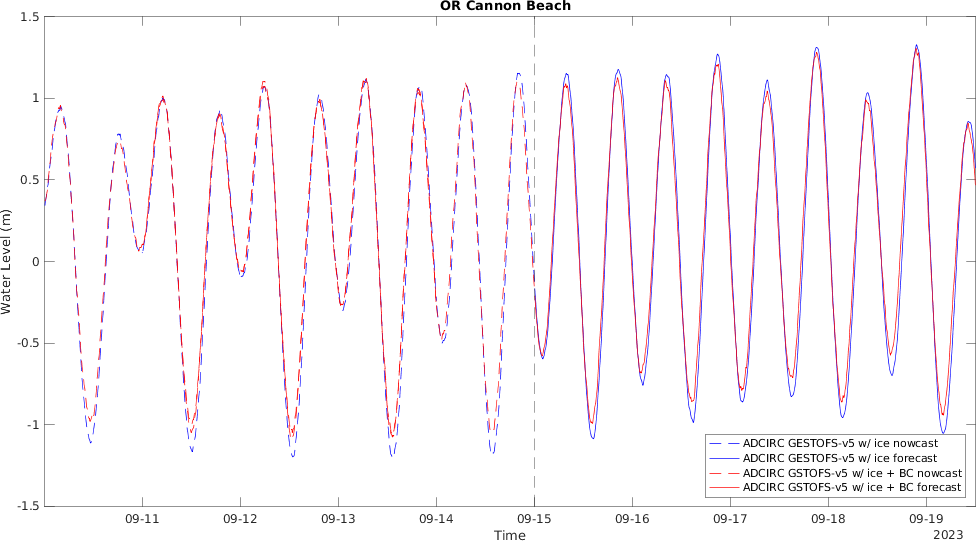 OR Cannon Beach
1.5
1
0.5
0
-0.5
-1
-1.5
Water Level (m)
09-11 09-12 09-13 09-14 09-15 09-16 09-17 09-18 09-19
Time
2023
ADCIRC GESTOFS-v5 w/ ice nowcast
ADCIRC GESTOFS-v5 w/ ice forecast
ADCIRC GSTOFS-v5 w/ ice + BC nowcast
ADCIRC GSTOFS-v5 w/ ice + BC forecast